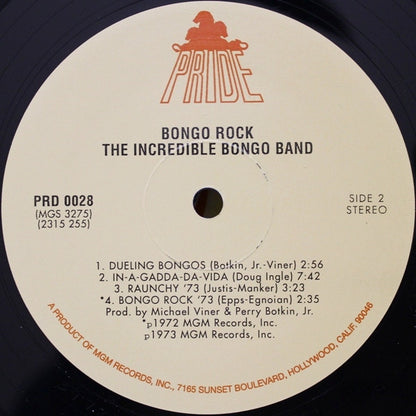 PRIDE
BONGO ROCK
THE INCREDIBLE BONGO BAND
PRD 0028
(MGS 3275)
(2315 255)
SIDE 2
STEREO
1. DUELING BONGOS (Botkin, Jr.-Viner) 2:56
2. IN-A-GADDA-DA-VIDA (Doug Ingle) 7:42
3. RAUNCHY '73 (Justis-Manker) 3:23
*4. BONGO ROCK '73 (Epps-Egnoian) 2:35
Prod. by Michael Viner & Perry Botkin, Jr.
*p1972 MGM Records, Inc.
p1973 MGM Records, Inc.
A PRODUCT OF MGM RECORDS, INC., 7165 SUNSET BOULEVARD, HOLLYWOOD, CALIF. 90046